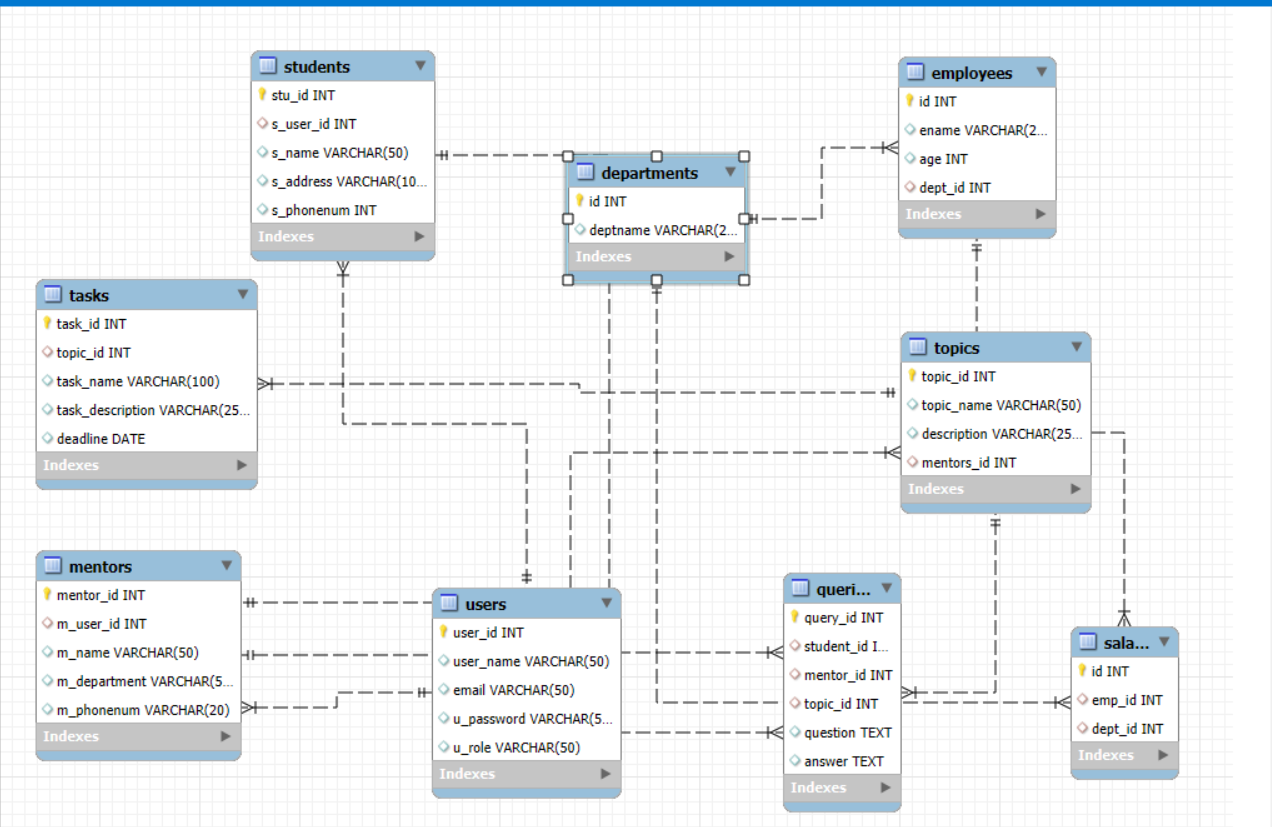 students
stu_id INT
s_user_id INT
s_name VARCHAR(50)
s_address VARCHAR(10...
s_phonenum INT
Indexes
departments
id INT
deptname VARCHAR(2...
Indexes
employees
id INT
ename VARCHAR(2...
age INT
dept_id INT
Indexes
tasks
task_id INT
topic_id INT
task_name VARCHAR(100)
task_description VARCHAR(25...
deadline DATE
Indexes
topics
topic_id INT
topic_name VARCHAR(50)
description VARCHAR(25...
mentors_id INT
Indexes
mentors
mentor_id INT
m_user_id INT
m_name VARCHAR(50)
m_department VARCHAR(5...
m_phonenum VARCHAR(20)
Indexes
users
user_id INT
user_name VARCHAR(50)
email VARCHAR(50)
u_password VARCHAR(5...
u_role VARCHAR(50)
Indexes
queri...
query_id INT
student_id I...
mentor_id INT
topic_id INT
question TEXT
answer TEXT
Indexes
sala...
id INT
emp_id INT
dept_id INT
Indexes